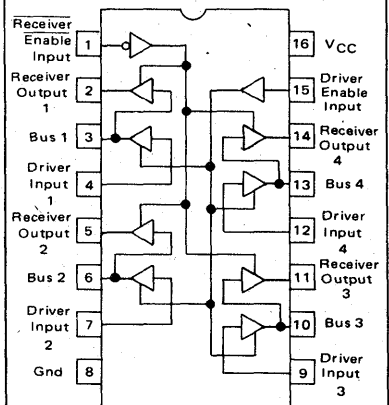 Receiver
Enable
Input
1
Receiver
Output
1
2
Bus 1
3
Driver
Input
1
4
Receiver
Output
2
5
Bus 2
6
Driver
Input
2
7
Gnd
8
16
VCC
15
Driver
Enable
Input
14
Receiver
Output
4
13
Bus 4
12
Driver
Input
4
11
Receiver
Output
3
10
Bus 3
9
Driver
Input
3